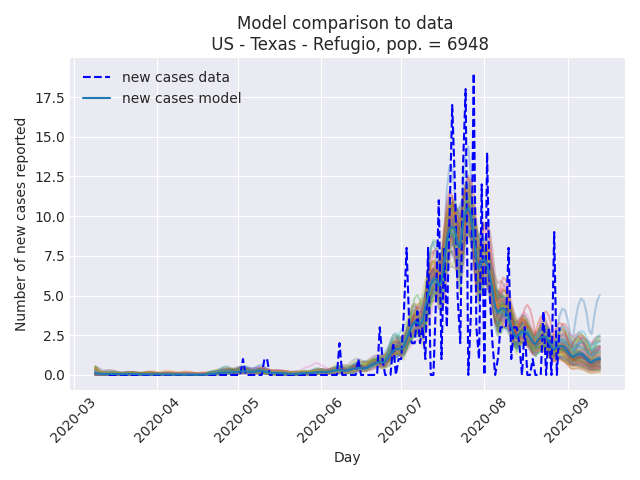 Model comparison to data
US - Texas - Refugio, pop. = 6948
new cases data
new cases model
Number of new cases reported
17.5
15.0
12.5
10.0
7.5
5.0
2.5
0.0
2020-03
2020-04
2020-05
2020-06
2020-07
2020-08
2020-09
Day